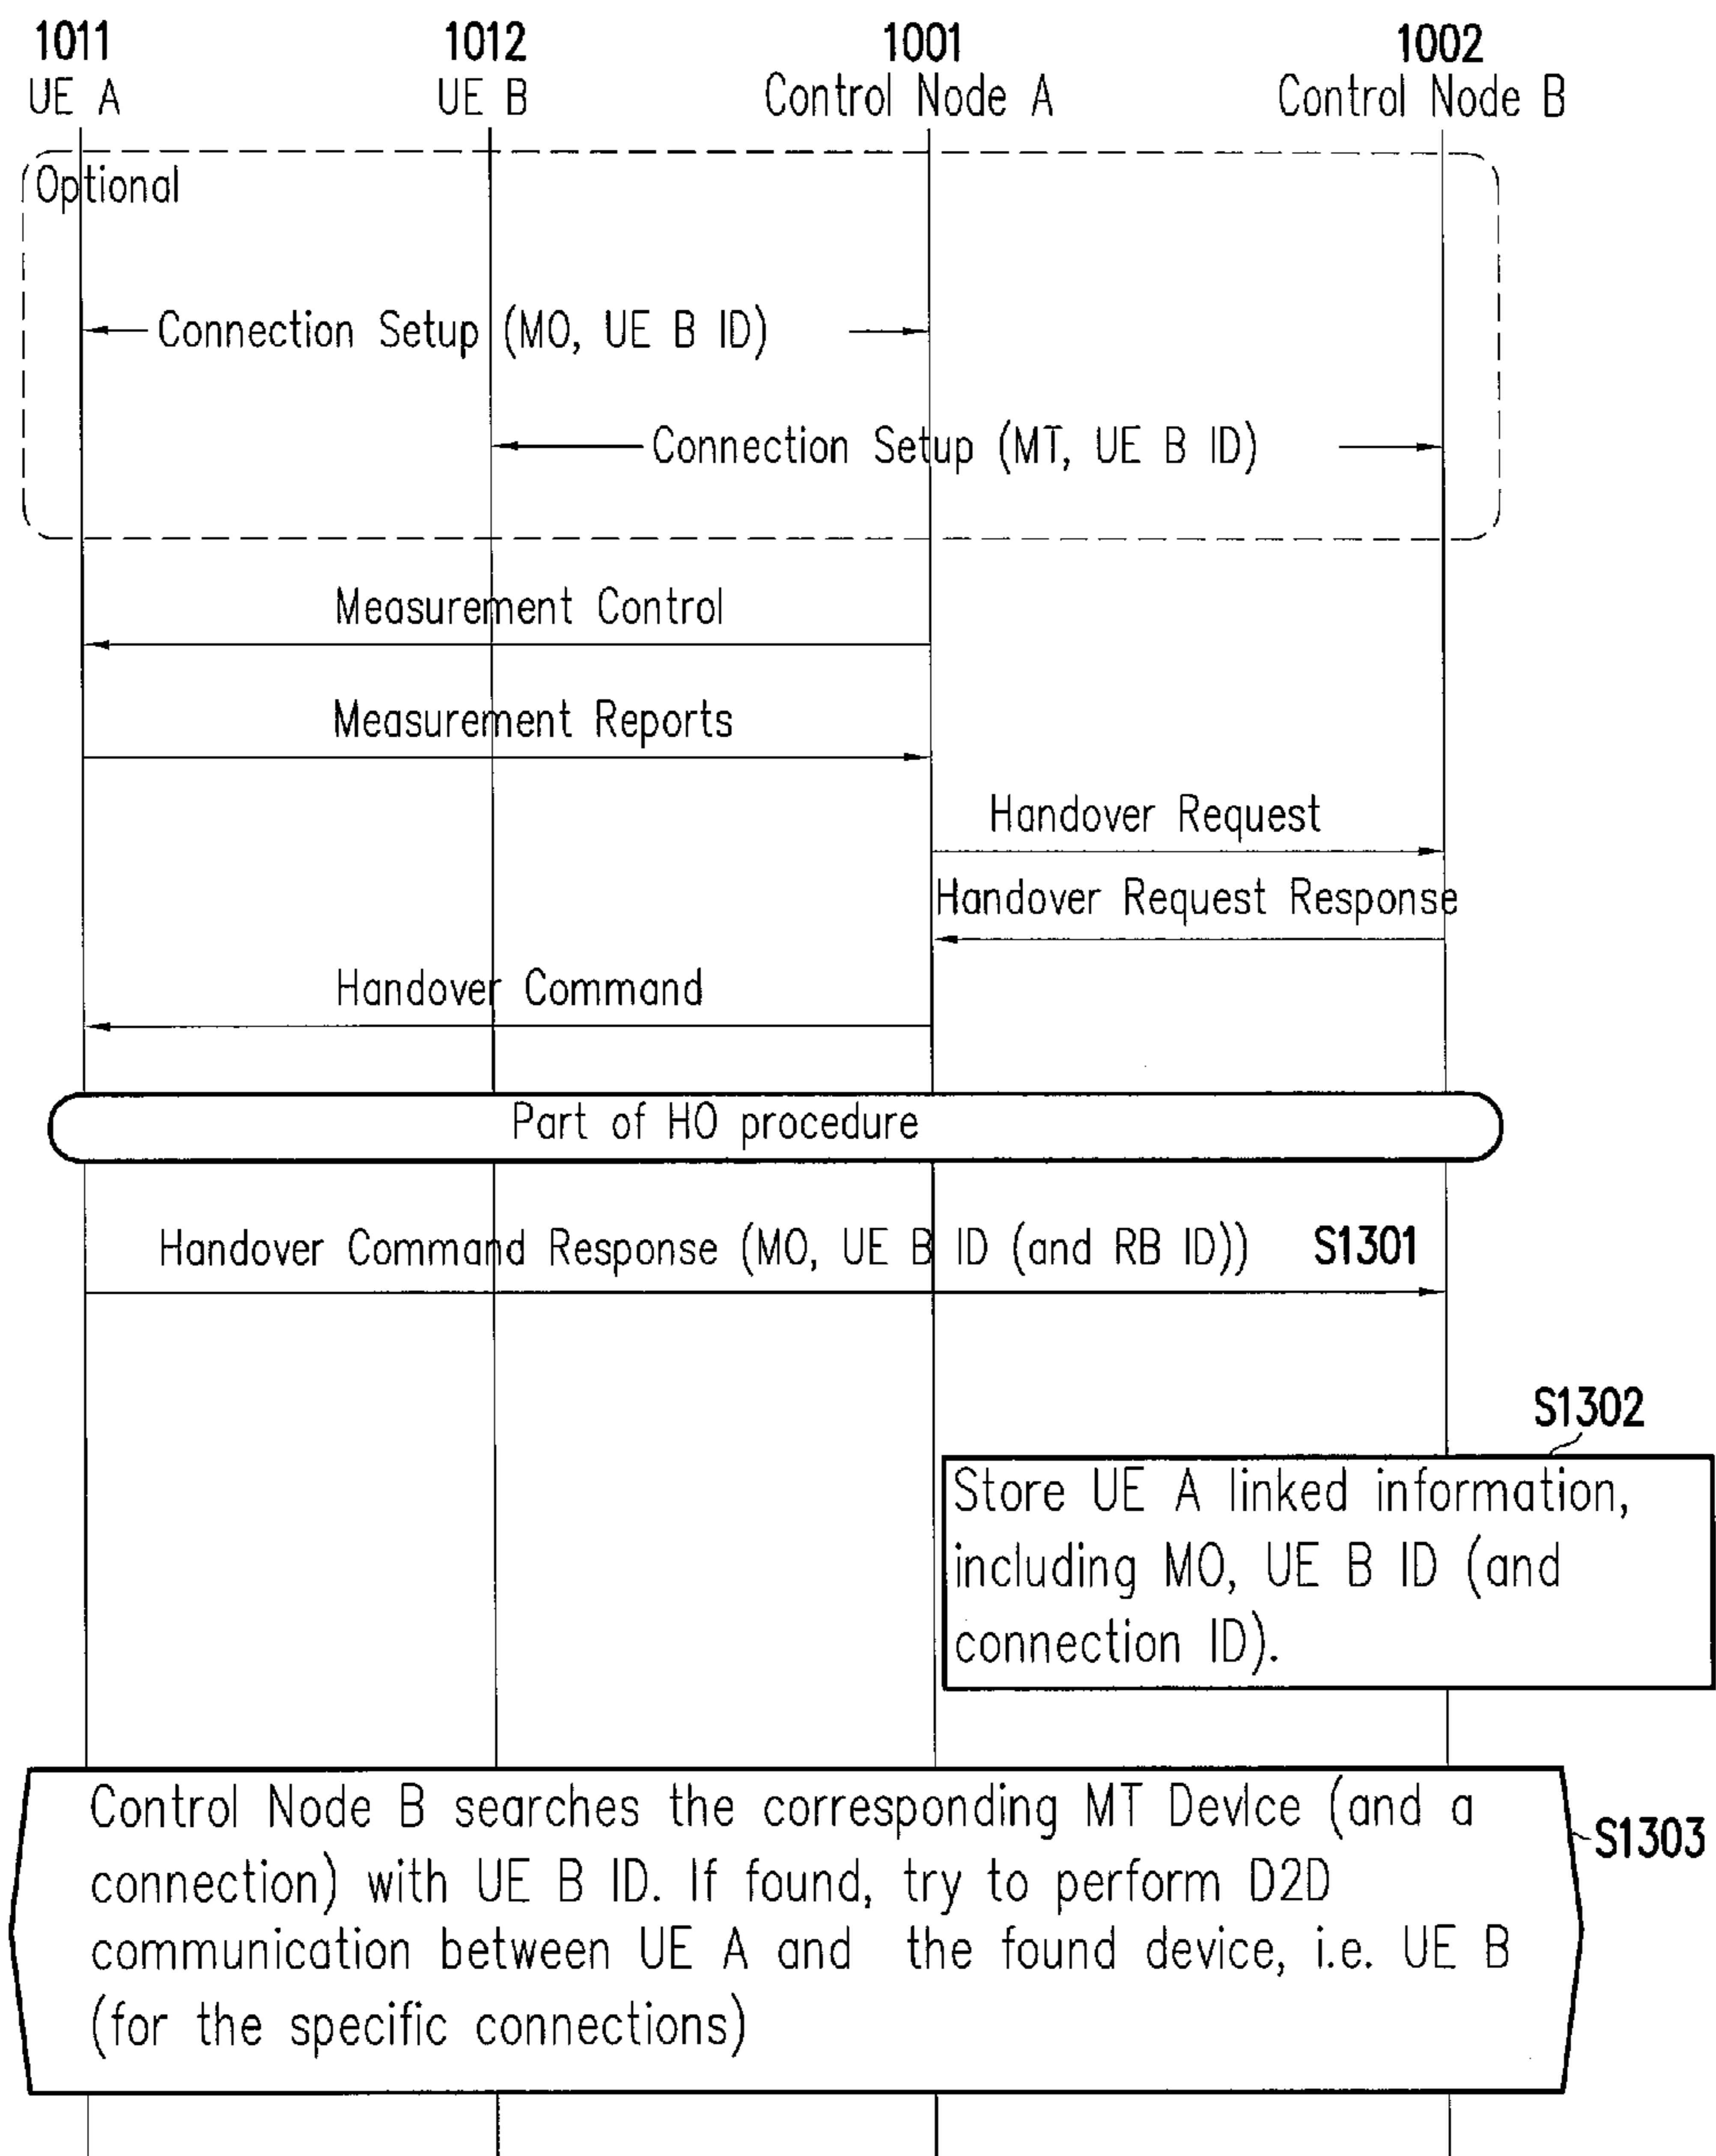 1011 1012 1001 1002
UE A UE B Control Node A Control Node B
Optional
Connection Setup (MO, UE B ID)
Connection Setup (MT, UE B ID)
Measurement Control
Measurement Reports
Handover Request
Handover Request Response
Handover Command
Part of HO procedure
Handover Command Response (MO, UE B ID (and RB ID)) S1301
S1302
Store UE A linked information,
including MO, UE B ID (and
connection ID).
Control Node B searches the corresponding MT Device (and a
connection) with UE B ID. If found, try to perform D2D
communication between UE A and the found device, i.e. UE B
(for the specific connections)
S1303